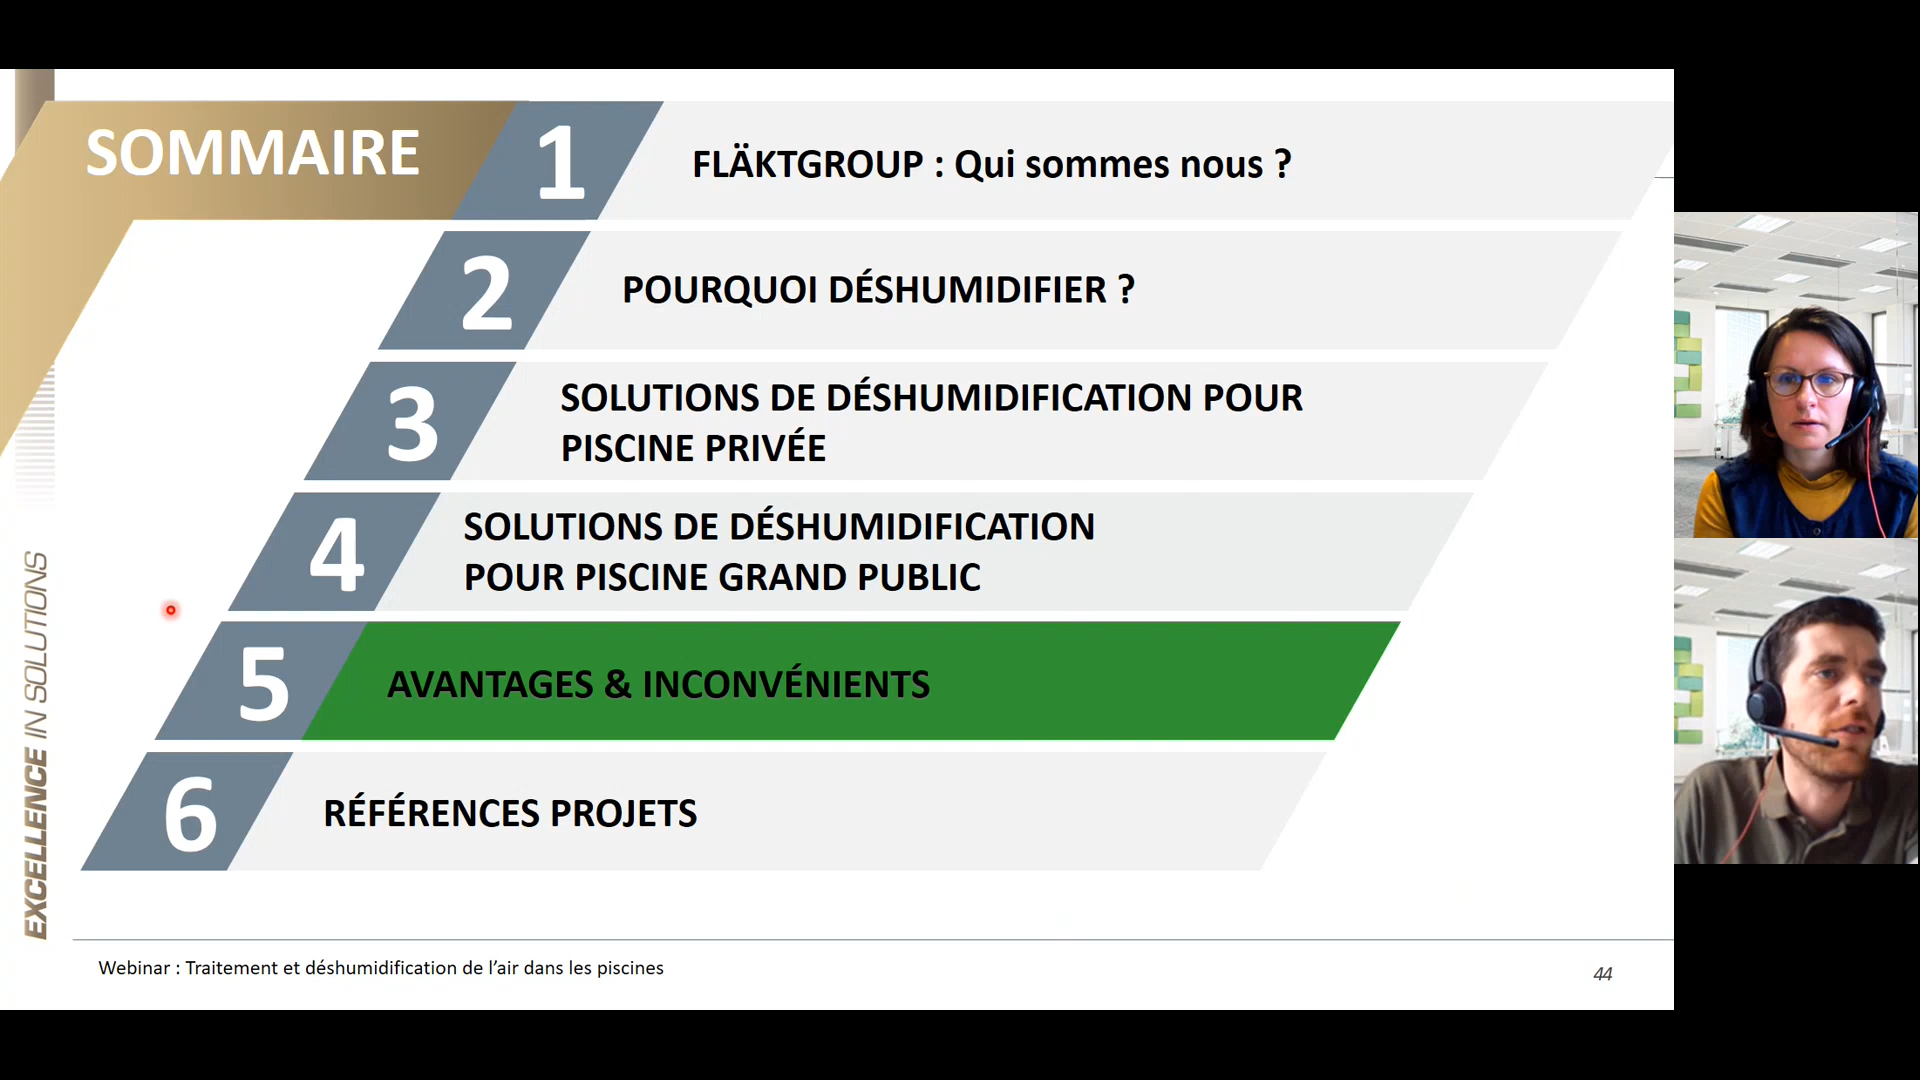 SOMMAIRE
1
FLÄKTGROUP : Qui sommes nous ?
2
POURQUOI DÉSHUMIDIFIER ?
3
SOLUTIONS DE DÉSHUMIDIFICATION POUR
PISCINE PRIVÉE
4
SOLUTIONS DE DÉSHUMIDIFICATION
POUR PISCINE GRAND PUBLIC
5
AVANTAGES & INCONVÉNIENTS
6
RÉFÉRENCES PROJETS
EXCELLENCE IN SOLUTIONS
Webinar : Traitement et déshumidification de l’air dans les piscines
44